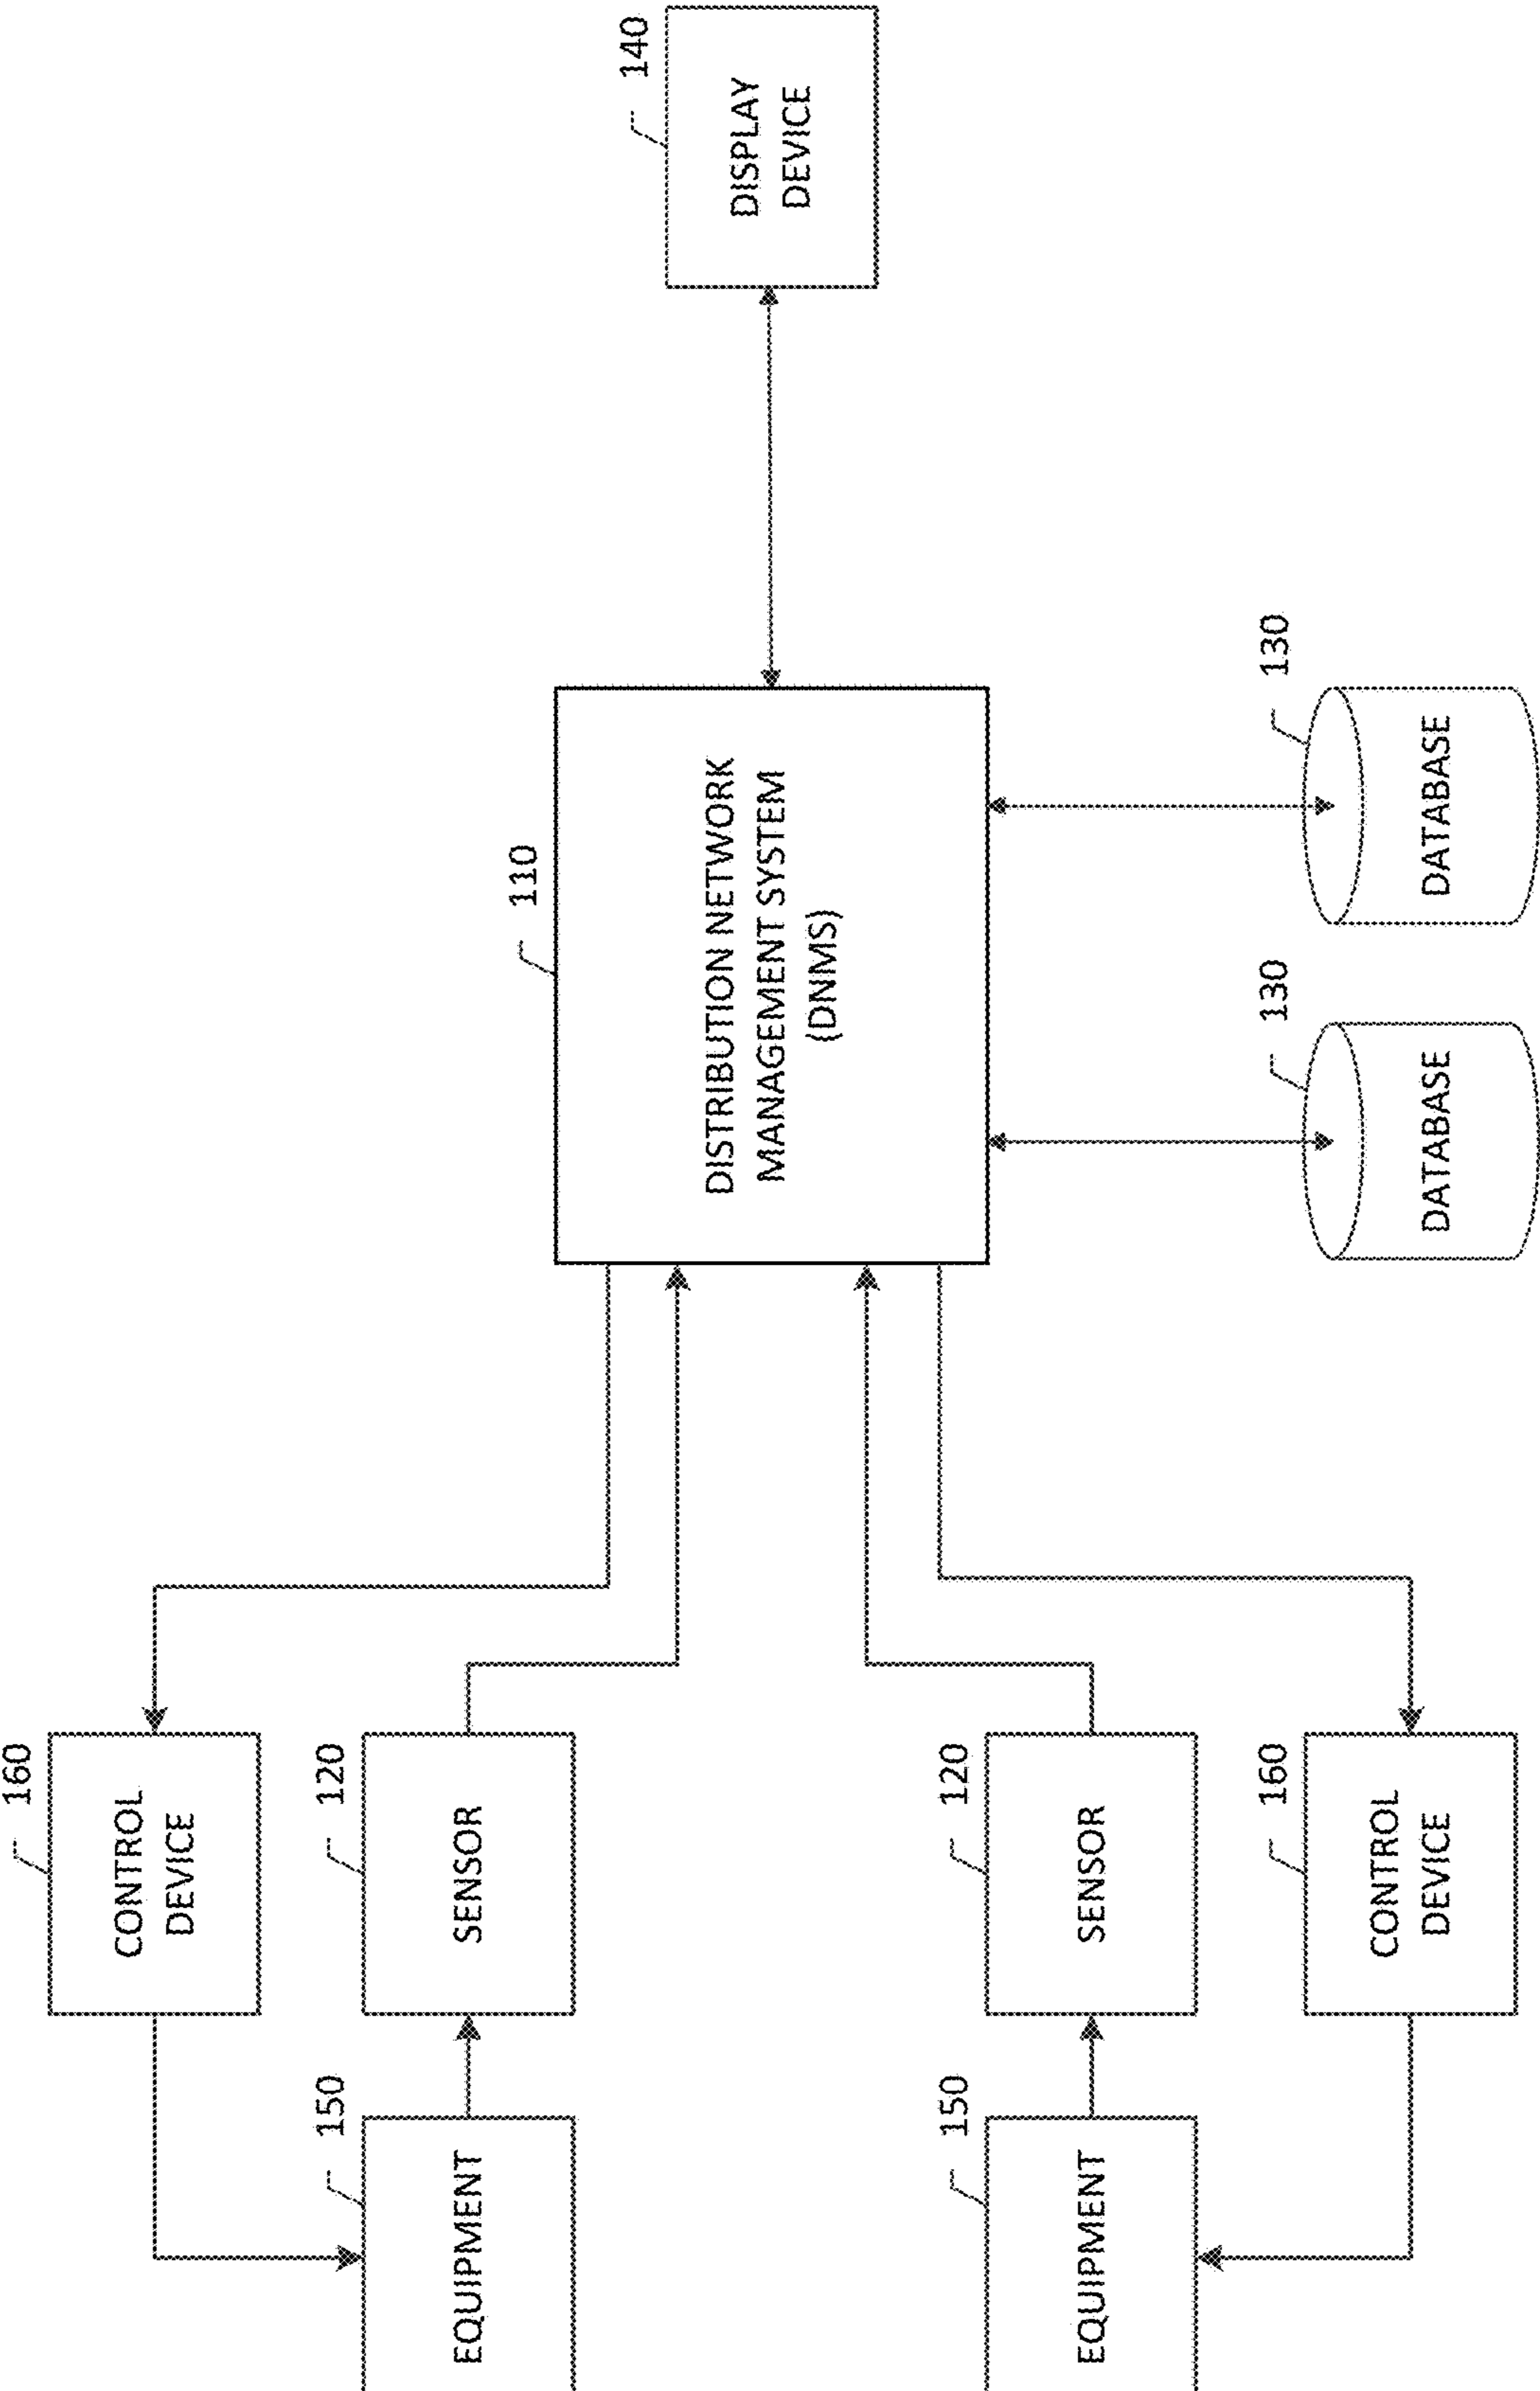 160
CONTROL
DEVICE
150
EQUIPMENT
120
SENSOR
110
DISTRIBUTION NETWORK
MANAGEMENT SYSTEM
(DNMS)
140
DISPLAY
DEVICE
150
EQUIPMENT
120
SENSOR
160
CONTROL
DEVICE
130
DATABASE
130
DATABASE